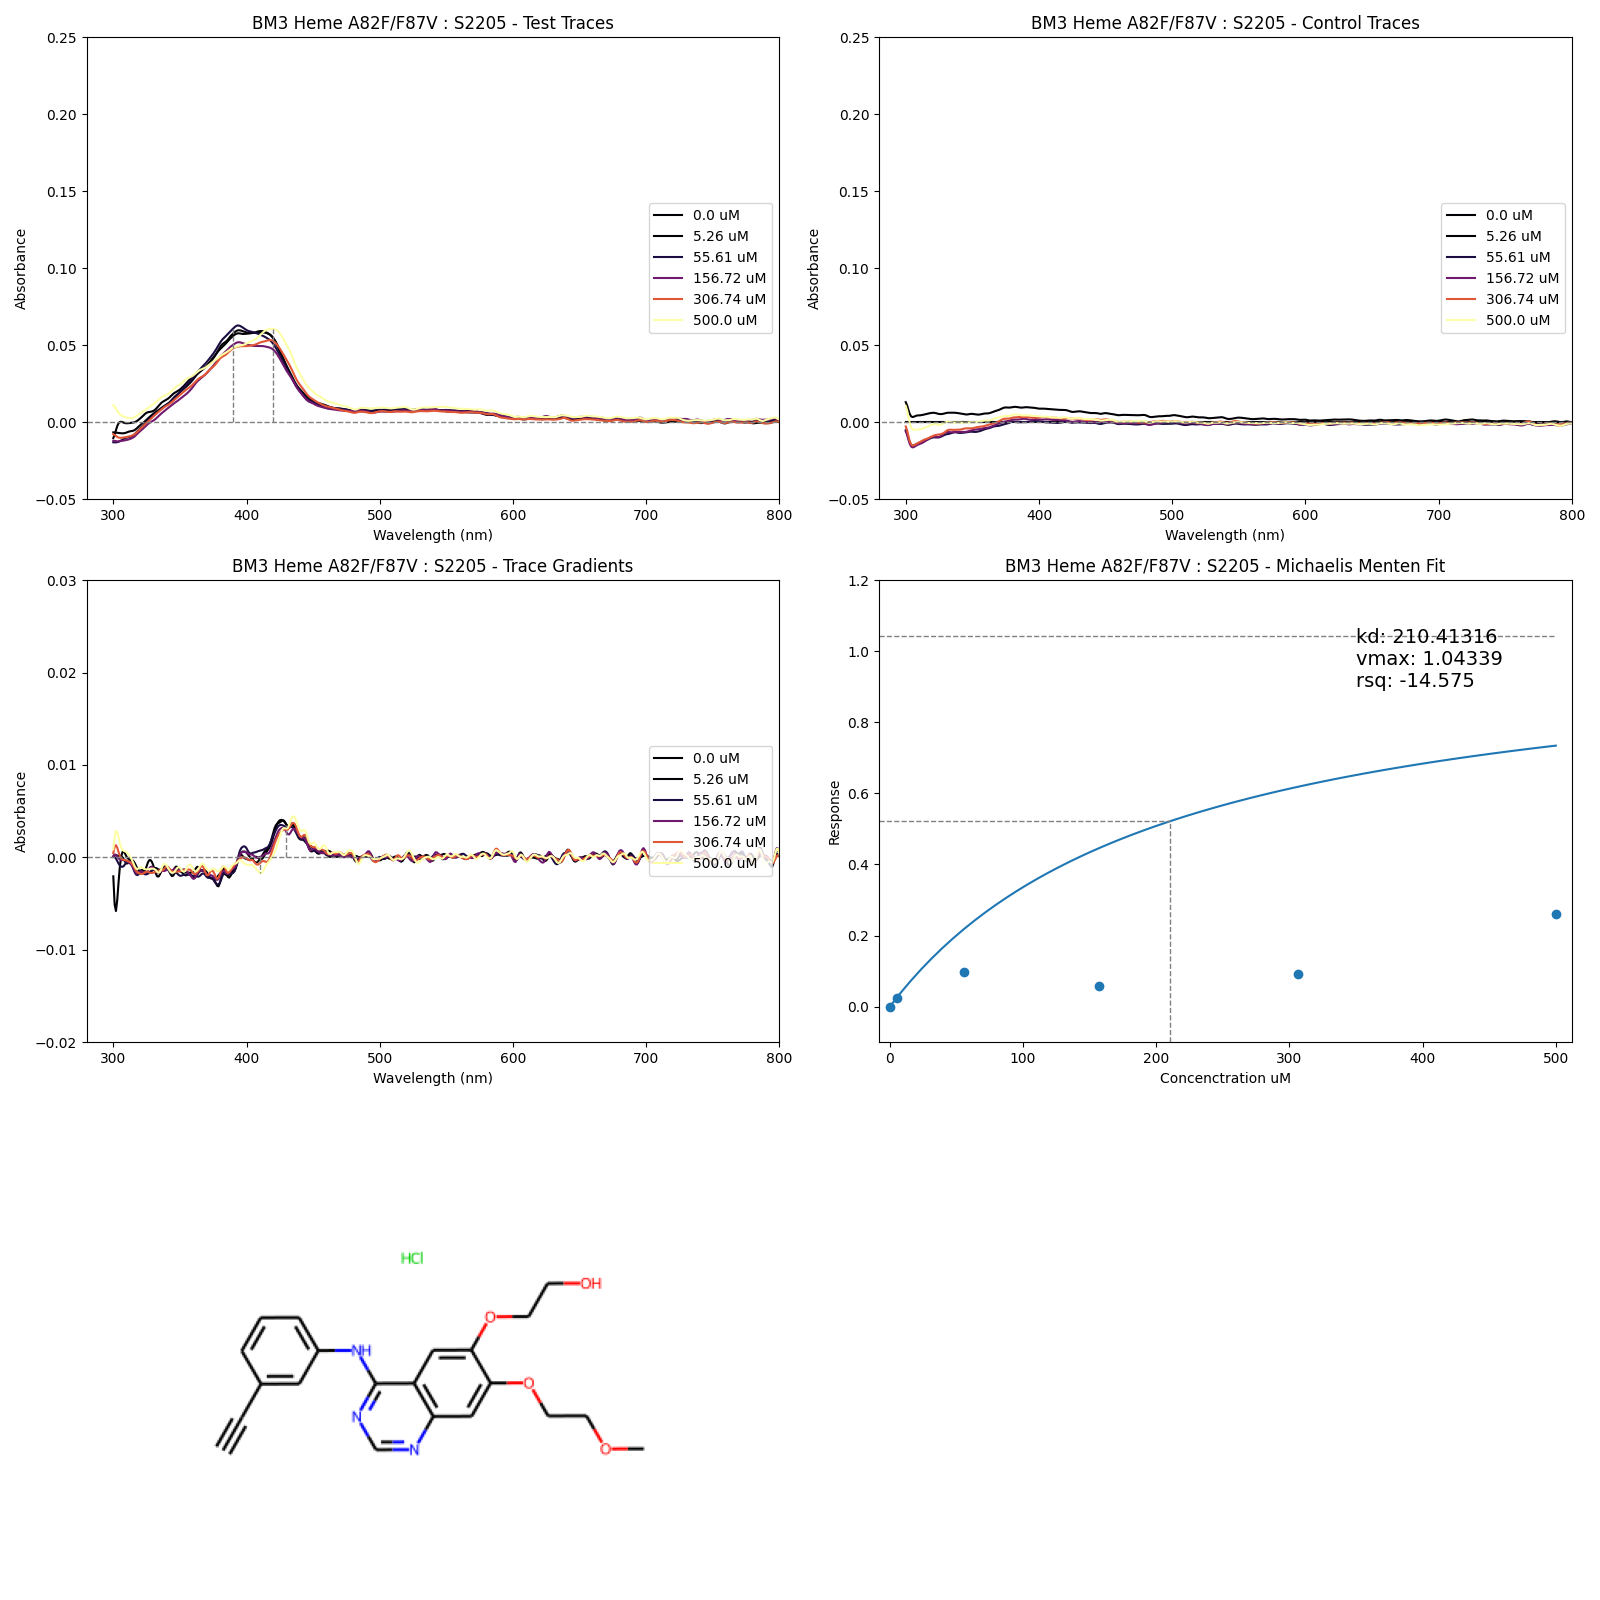 BM3 Heme A82F/F87V : S2205 - Test Traces
0.25
0.20
0.15
0.10
0.05
0.00
−0.05
Absorbance
300 400 500 600 700 800
Wavelength (nm)
0.0 uM
5.26 uM
55.61 uM
156.72 uM
306.74 uM
500.0 uM
BM3 Heme A82F/F87V : S2205 - Control Traces
0.25
0.20
0.15
0.10
0.05
0.00
−0.05
Absorbance
300 400 500 600 700 800
Wavelength (nm)
0.0 uM
5.26 uM
55.61 uM
156.72 uM
306.74 uM
500.0 uM
BM3 Heme A82F/F87V : S2205 - Trace Gradients
0.03
0.02
0.01
0.00
−0.01
−0.02
Absorbance
300 400 500 600 700 800
Wavelength (nm)
0.0 uM
5.26 uM
55.61 uM
156.72 uM
306.74 uM
500.0 uM
BM3 Heme A82F/F87V : S2205 - Michaelis Menten Fit
1.2
1.0
0.8
0.6
0.4
0.2
0.0
Response
0 100 200 300 400 500
Concenctration uM
kd: 210.41316
vmax: 1.04339
rsq: -14.575
HCl
OH
O
NH
O
N
N
O